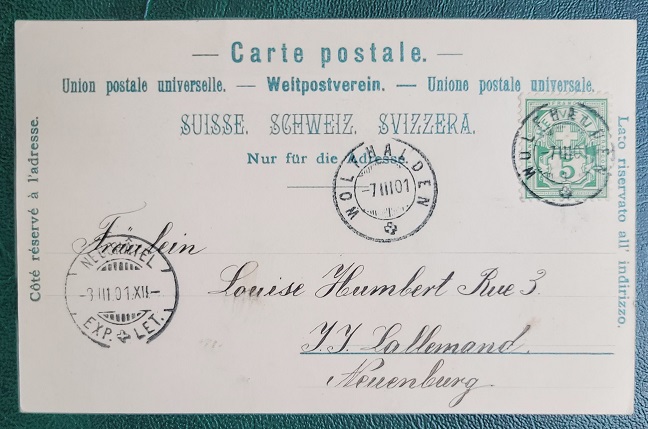 — Carte postale. —
Union postale universelle. — Weltpostverein. — Unione postale universale.
SUISSE. SCHWEIZ. SVIZZERA.
Nur für die Adresse.
Côté réservé à l'adresse.
Lato riservato all' indirizzo.
WOLFHALDEN
-7 III 01
WOLFHALDEN
5
NEUCHÂTEL
III 01. XII-
EXP. LET.
Fräulein
Louise Humbert Rue 3.
J.J. Lallemand.
Neuenburg